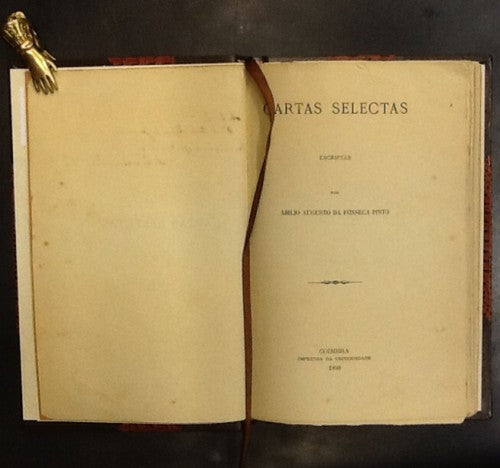 CARTAS SELECTAS
ESCRIPTAS
POR
ABILIO AUGUSTO DA FONSECA PINTO
COIMBRA
IMPRENSA DA UNIVERSIDADE